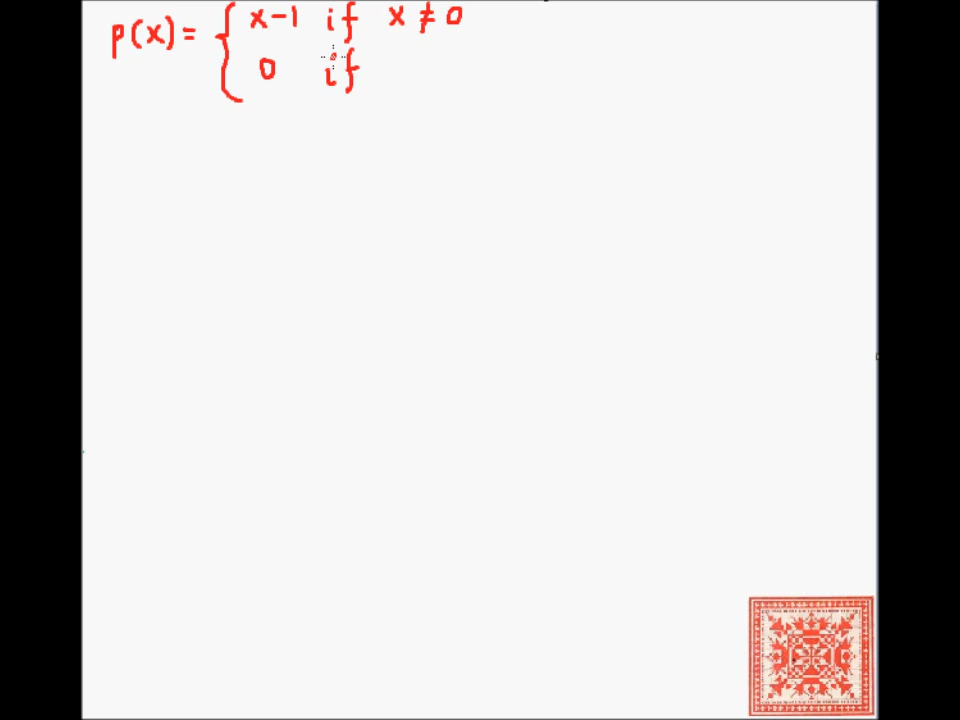 p(x) = { x-1 if x ≠ 0
0 if